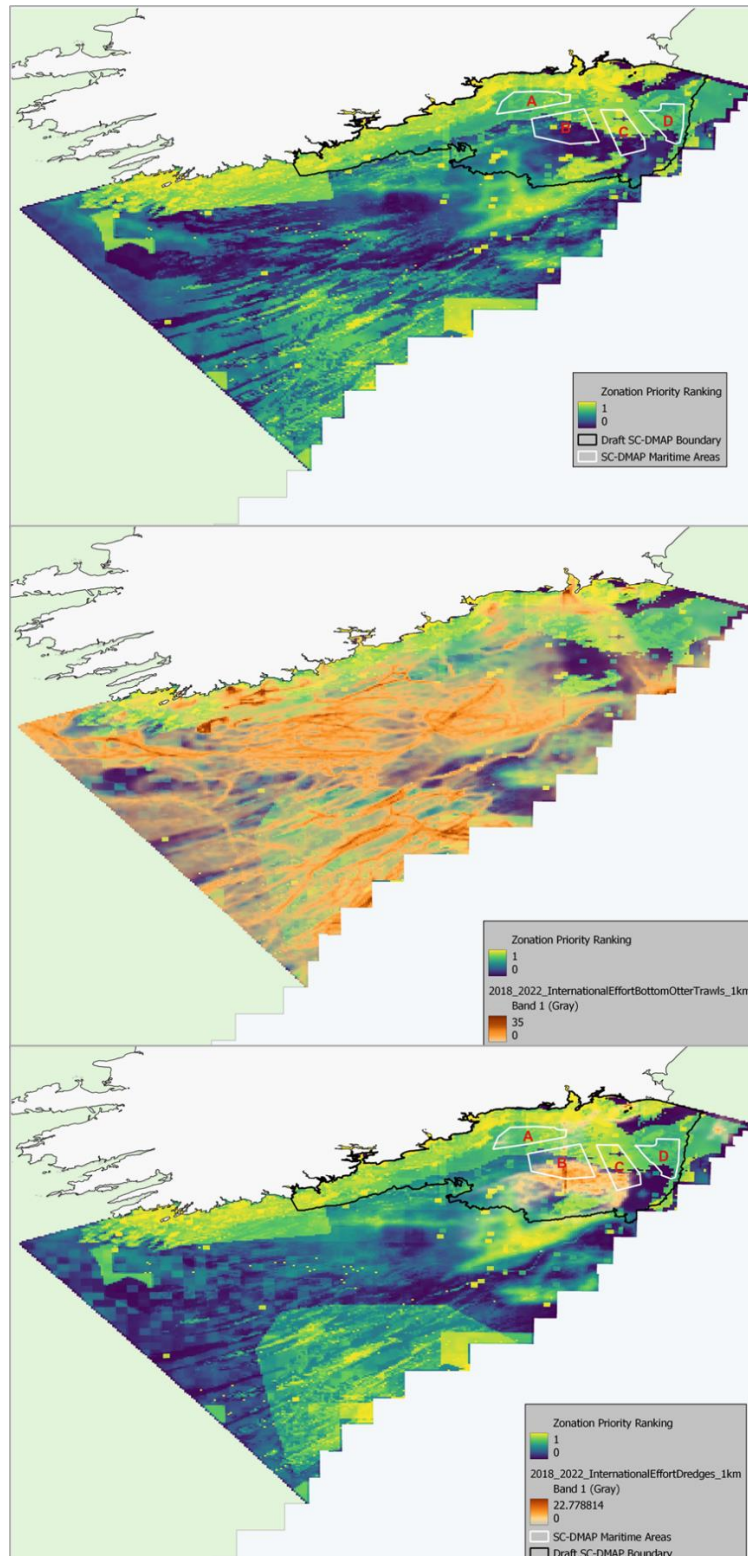 A
B
C
D
Zonation Priority Ranking
1
0
Draft SC-DMAP Boundary
SC-DMAP Maritime Areas
Zonation Priority Ranking
1
0
2018_2022_InternationalEffortBottomOtterTrawls_1km
Band 1 (Gray)
35
0
A
B
C
D
Zonation Priority Ranking
1
0
2018_2022_InternationalEffortDredges_1km
Band 1 (Gray)
22.778814
0
SC-DMAP Maritime Areas
Draft SC-DMAP Boundary